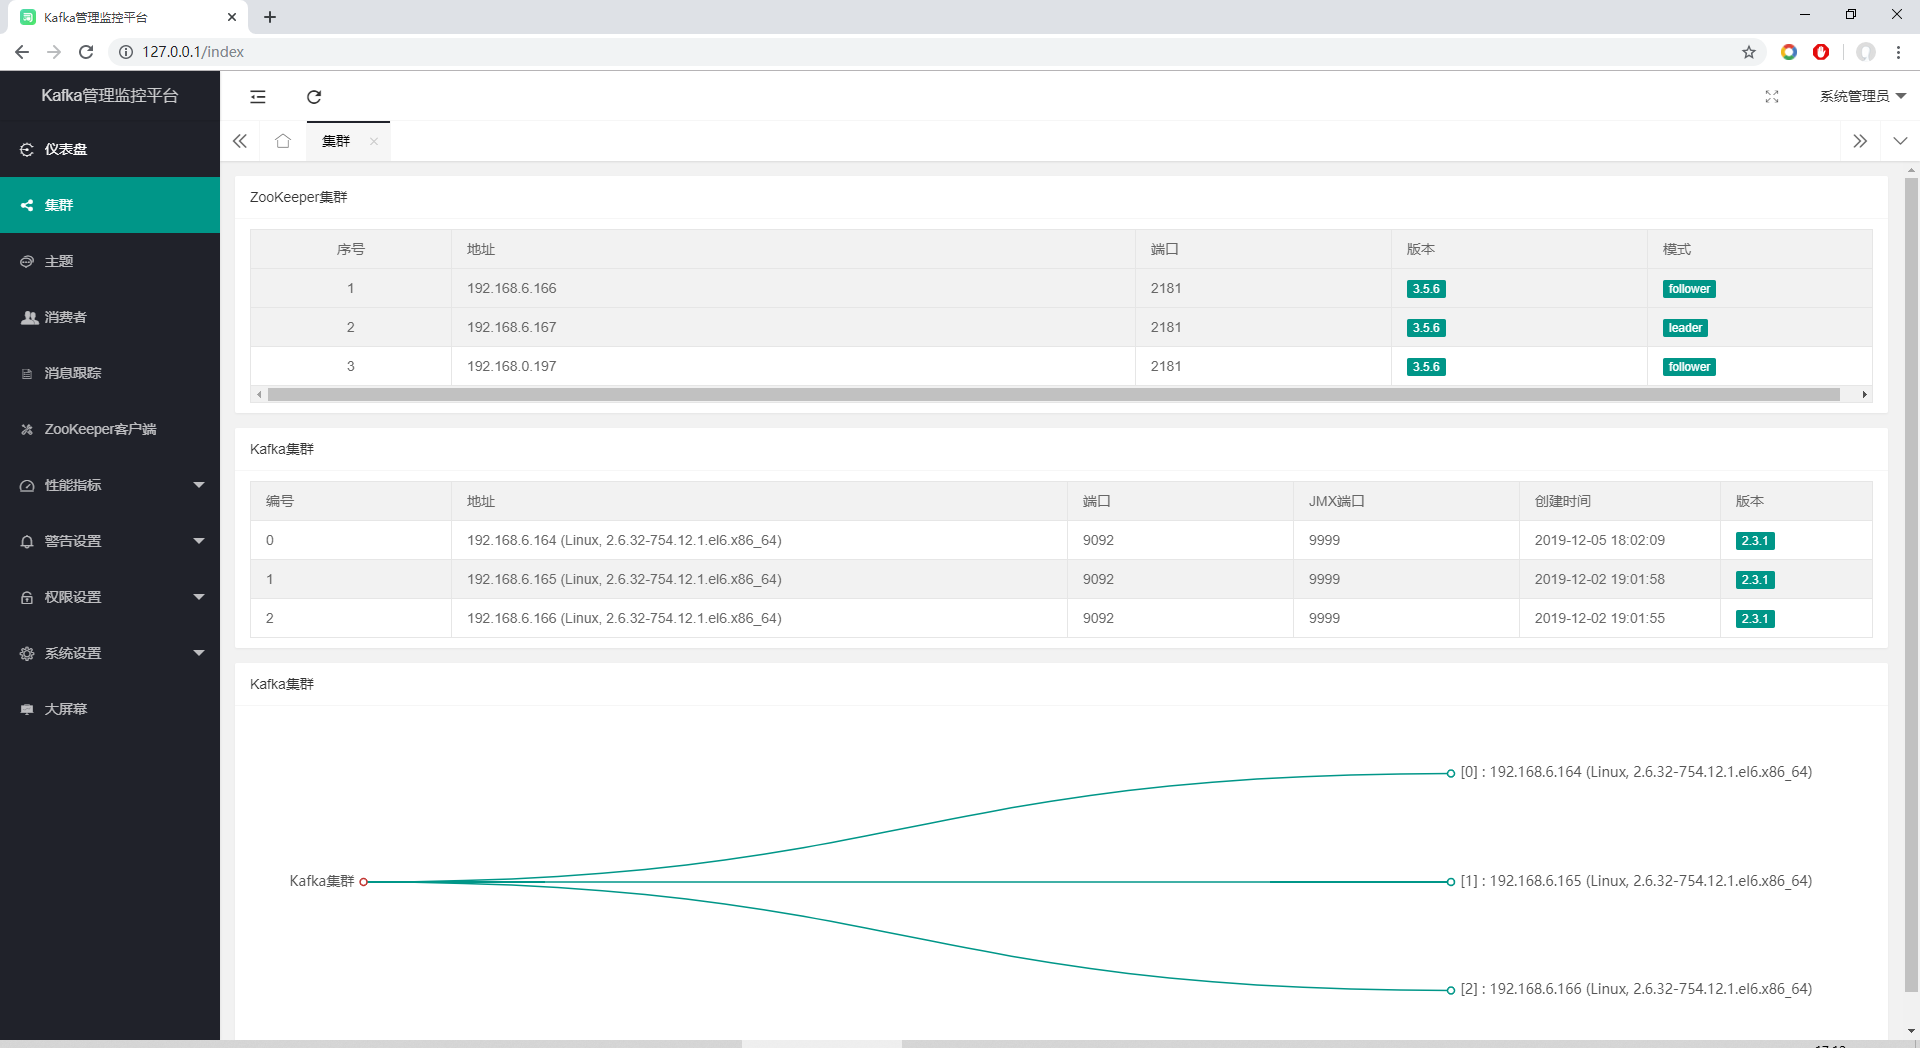 Kafka管理监控平台
127.0.0.1/index
Kafka管理监控平台
系统管理员
集群
仪表盘
集群
主题
消费者
消息跟踪
ZooKeeper客户端
性能指标
警告设置
权限设置
系统设置
大屏幕
ZooKeeper集群
序号 地址 端口 版本 模式
1 192.168.6.166 2181 3.5.6 follower
2 192.168.6.167 2181 3.5.6 leader
3 192.168.0.197 2181 3.5.6 follower
Kafka集群
编号 地址 端口 JMX端口 创建时间 版本
0 192.168.6.164 (Linux, 2.6.32-754.12.1.el6.x86_64) 9092 9999 2019-12-05 18:02:09 2.3.1
1 192.168.6.165 (Linux, 2.6.32-754.12.1.el6.x86_64) 9092 9999 2019-12-02 19:01:58 2.3.1
2 192.168.6.166 (Linux, 2.6.32-754.12.1.el6.x86_64) 9092 9999 2019-12-02 19:01:55 2.3.1
Kafka集群
[0] : 192.168.6.164 (Linux, 2.6.32-754.12.1.el6.x86_64)
Kafka集群
[1] : 192.168.6.165 (Linux, 2.6.32-754.12.1.el6.x86_64)
[2] : 192.168.6.166 (Linux, 2.6.32-754.12.1.el6.x86_64)